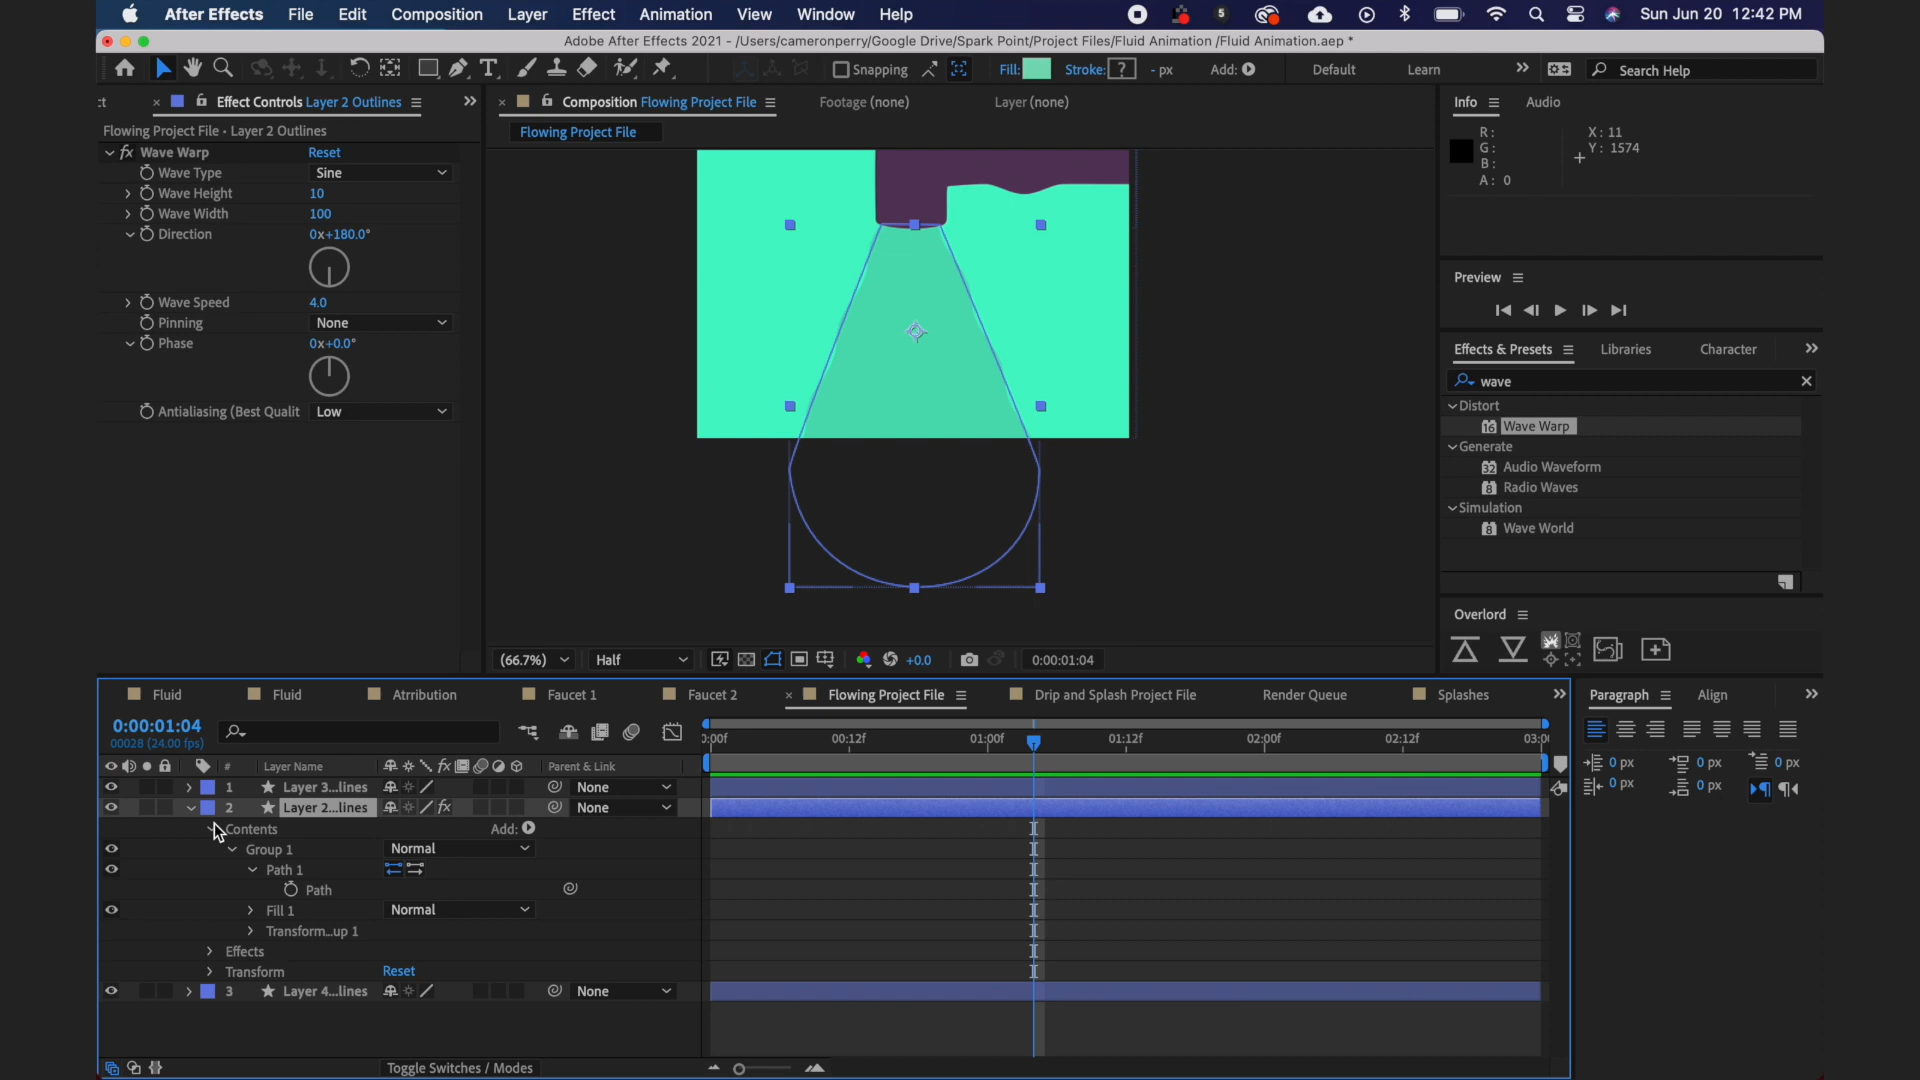 After Effects File Edit Composition Layer Effect Animation View Window Help 5 Sun Jun 20 12:42 PM
Adobe After Effects 2021 - /Users/cameronperry/Google Drive/Spark Point/Project Files/Fluid Animation /Fluid Animation.aep *
Snapping Fill: Stroke: ? - px Add: Default Learn Search Help
ct Effect Controls Layer 2 Outlines
Composition Flowing Project File Footage (none) Layer (none)
Info Audio
Flowing Project File • Layer 2 Outlines
Flowing Project File
fx Wave Warp Reset
Wave Type Sine
Wave Height 10
Wave Width 100
Direction 0x+180.0°
Wave Speed 4.0
Pinning None
Phase 0x+0.0°
Antialiasing (Best Qualit Low
R:
G:
B:
A: 0
X: 11
Y: 1574
Preview
Effects & Presets Libraries Character
wave
Distort
16 Wave Warp
Generate
32 Audio Waveform
8 Radio Waves
Simulation
8 Wave World
Overlord
(66.7%) Half +0.0 0:00:01:04
Fluid Fluid Atrribution Faucet 1 Faucet 2 Flowing Project File Drip and Splash Project File Render Queue Splashes
Paragraph Align
0:00:01:04
00028 (24.00 fps)
:00f 00:12f 01:00f 01:12f 02:00f 02:12f 03:0
# Layer Name fx Parent & Link
1 Layer 3...lines None
2 Layer 2...lines fx None
Contents Add:
Group 1 Normal
Path 1
Path
Fill 1 Normal
Transform...up 1
Effects
Transform Reset
3 Layer 4...lines None
Toggle Switches / Modes
0 px 0 px 0 px
0 px 0 px